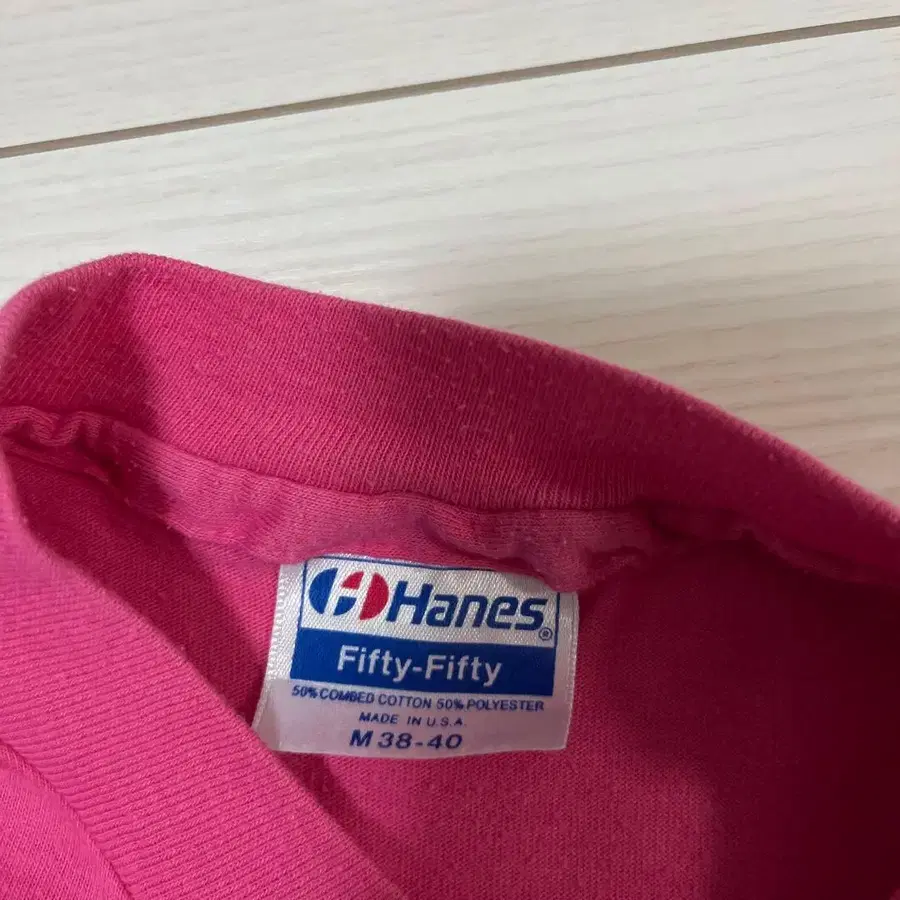 Hanes®
Fifty-Fifty
50% COMBED COTTON 50% POLYESTER
MADE IN U.S.A.
M 38-40